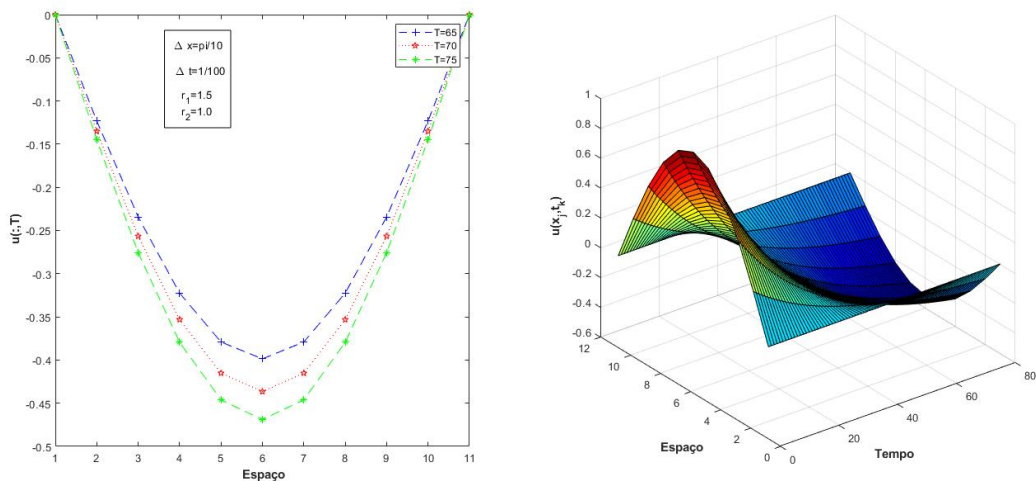 0
-0.05
-0.1
-0.15
-0.2
-0.25
-0.3
-0.35
-0.4
-0.45
-0.5
u(:,T)
Δ x=pi/10
Δ t=1/100
r₁=1.5
r₂=1.0
T=65
T=70
T=75
1 2 3 4 5 6 7 8 9 10 11
Espaço
1
0.8
0.6
0.4
0.2
0
-0.2
-0.4
-0.6
u(xⱼ,tₖ)
12
10
8
6
4
2
0
Espaço
0
20
40
60
80
Tempo